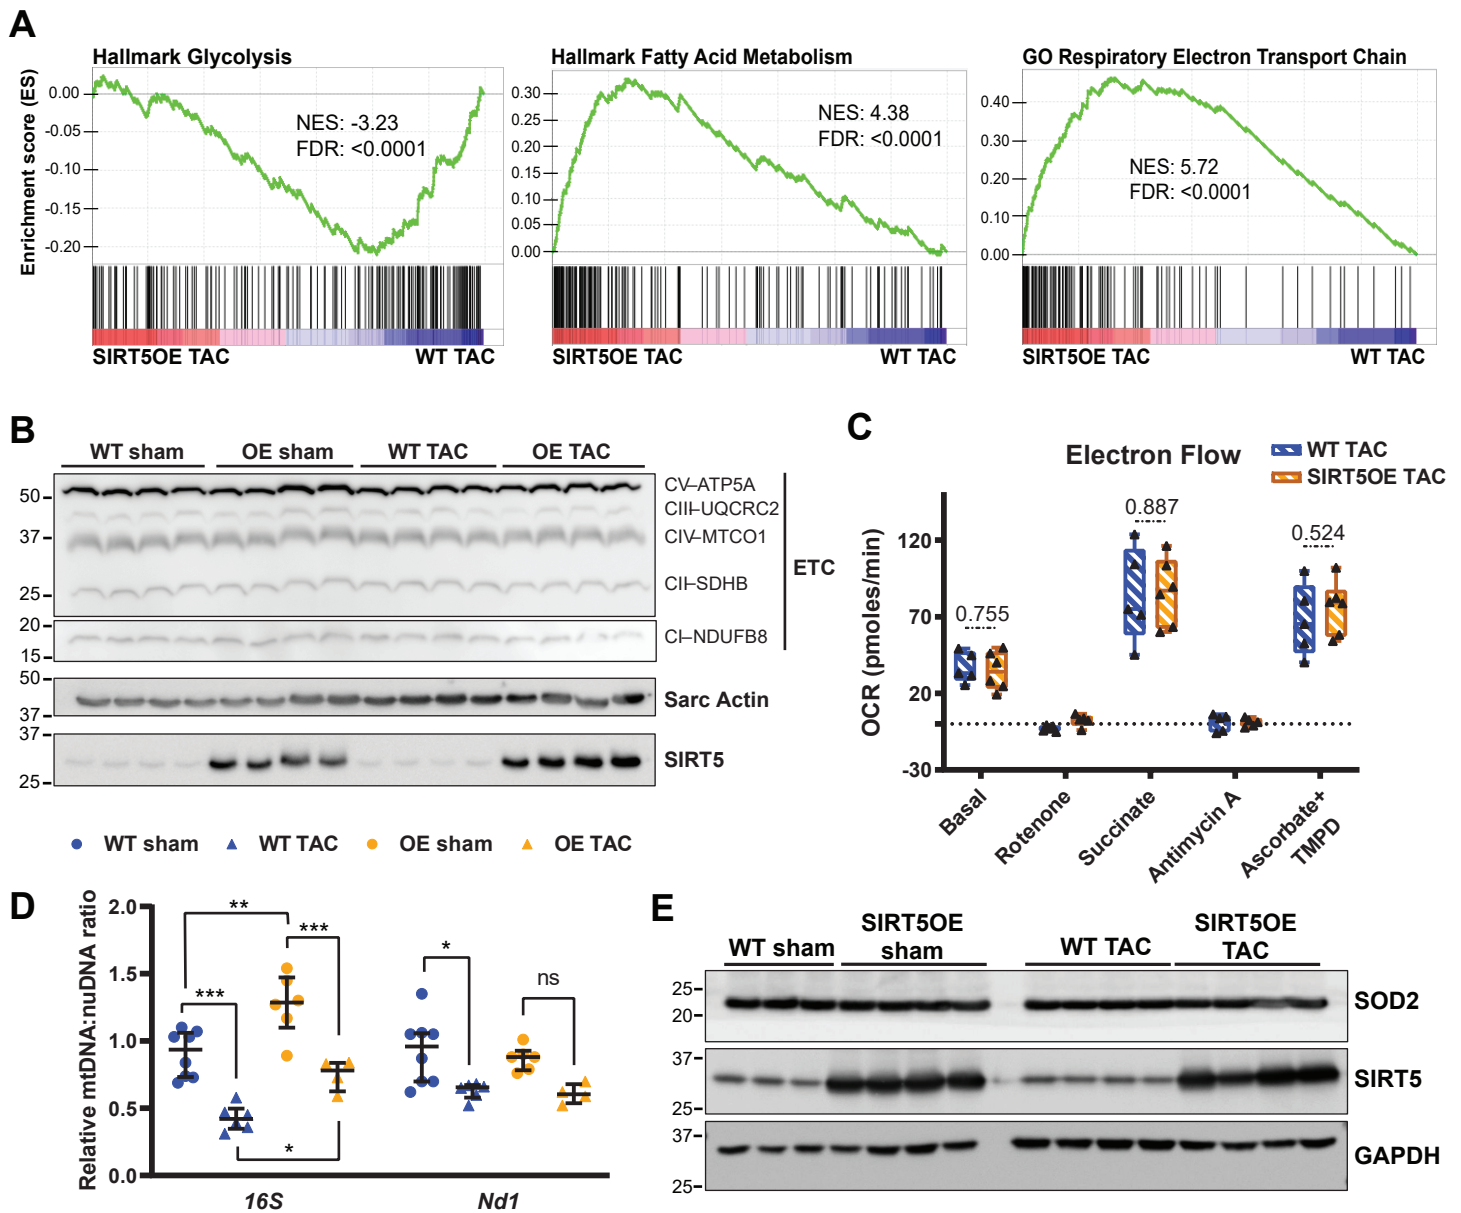 A
Hallmark Glycolysis
Hallmark Fatty Acid Metabolism
GO Respiratory Electron Transport Chain
Enrichment score (ES)
0.00
-0.05
-0.10
-0.15
-0.20
NES: -3.23
FDR: <0.0001
SIRT5OE TAC
WT TAC
0.30
0.25
0.20
0.15
0.10
0.05
0.00
NES: 4.38
FDR: <0.0001
SIRT5OE TAC
WT TAC
0.40
0.30
0.20
0.10
0.00
NES: 5.72
FDR: <0.0001
SIRT5OE TAC
WT TAC
B
WT sham
OE sham
WT TAC
OE TAC
50
37
25
20
15
50
37
37
25
CV–ATP5A
CIII–UQCRC2
CIV–MTCO1
CII–SDHB
CI–NDUFB8
ETC
Sarc Actin
SIRT5
C
Electron Flow
WT TAC
SIRT5OE TAC
OCR (pmoles/min)
120
70
20
-30
0.755
0.887
0.524
Basal
Rotenone
Succinate
Antimycin A
Ascorbate+
TMPD
WT sham
WT TAC
OE sham
OE TAC
D
Relative mtDNA:nuDNA ratio
2.0
1.5
1.0
0.5
0.0
**
***
***
*
*
ns
16S
Nd1
E
WT sham
SIRT5OE
sham
WT TAC
SIRT5OE
TAC
25
20
37
25
37
25
SOD2
SIRT5
GAPDH